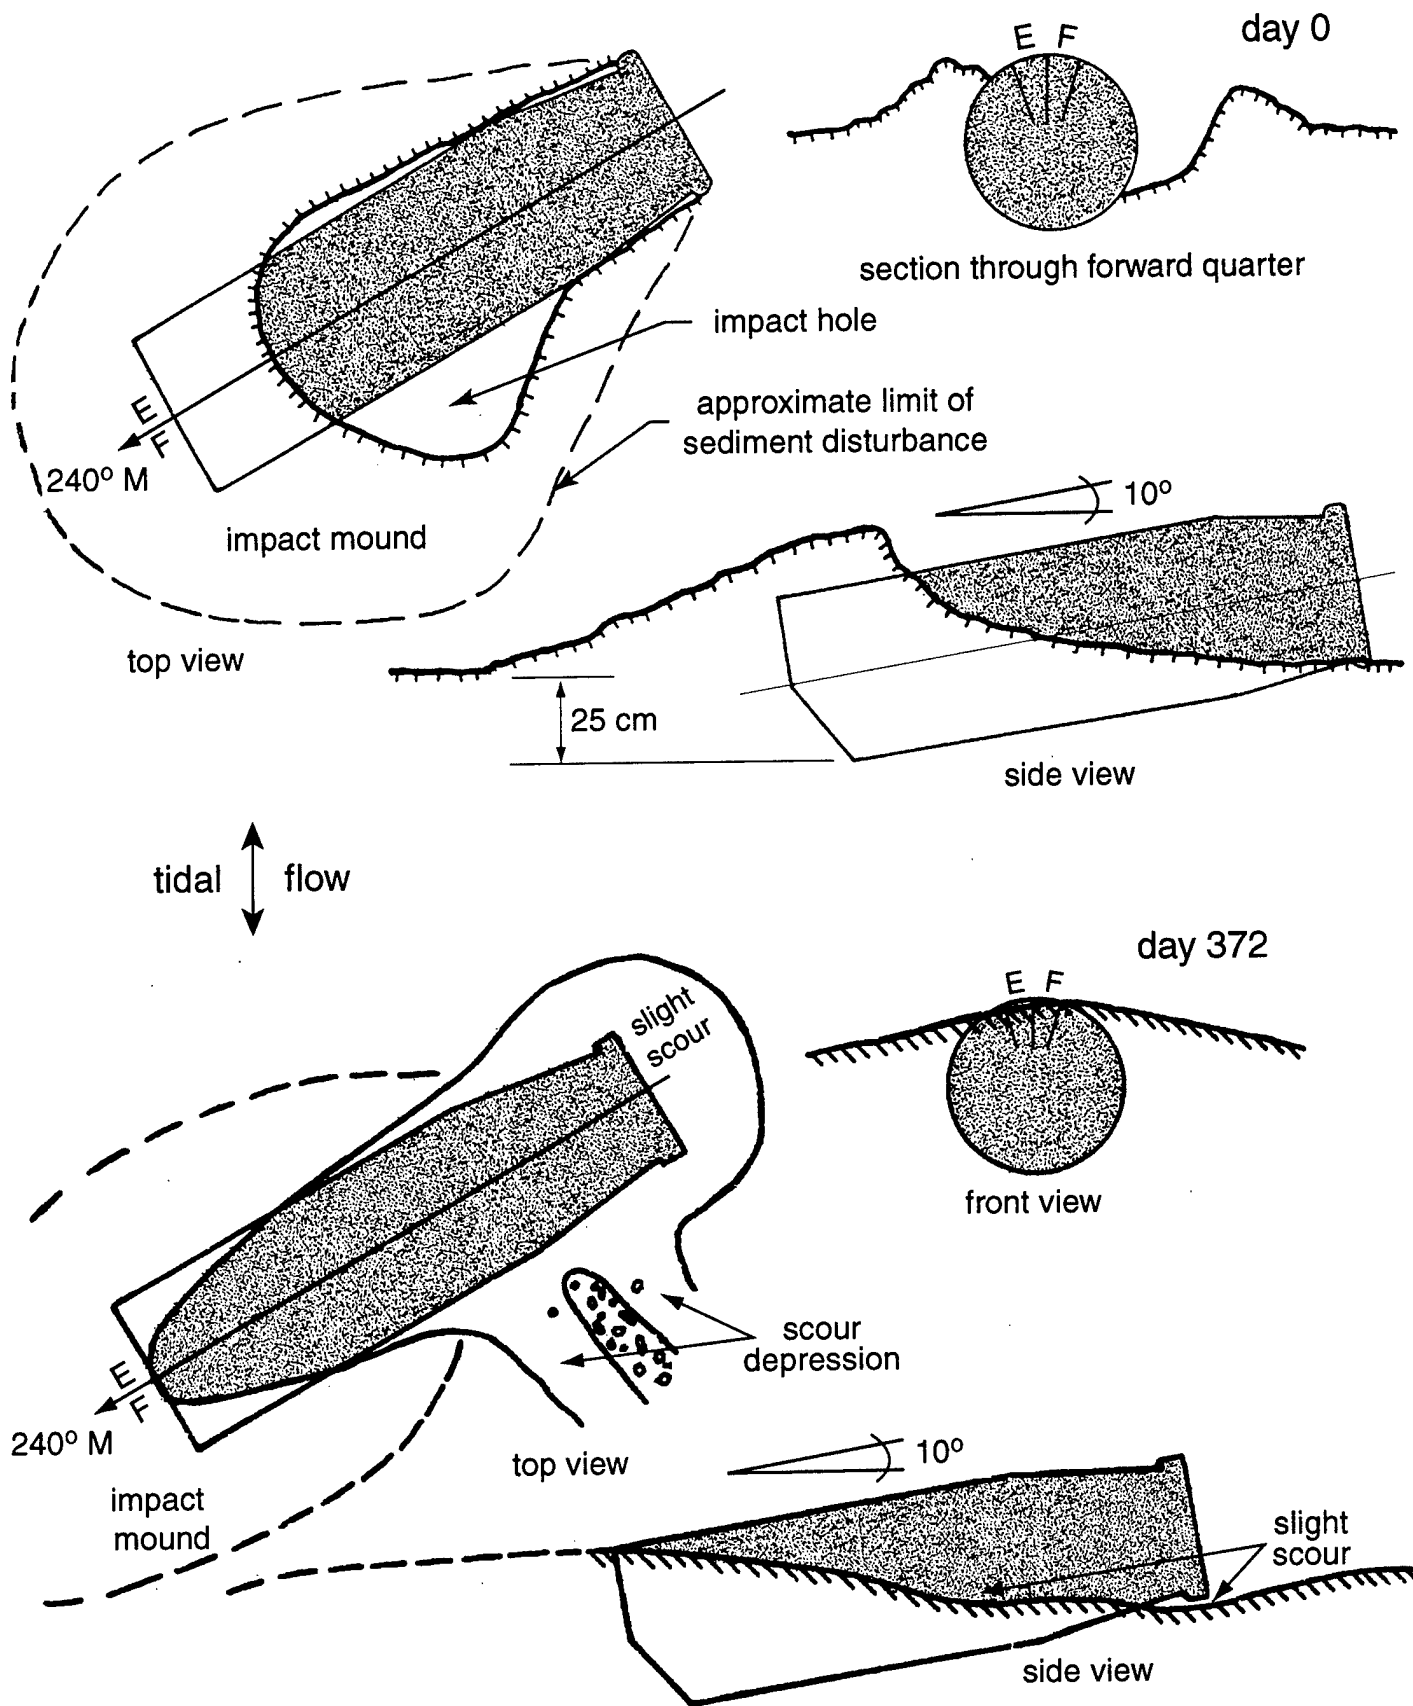 day 0
E F
section through forward quarter
impact hole
approximate limit of
sediment disturbance
E
F
240° M
impact mound
10°
top view
25 cm
side view
tidal flow
day 372
E F
slight
scour
front view
scour
depression
E
F
240° M
top view
10°
impact
mound
slight
scour
side view